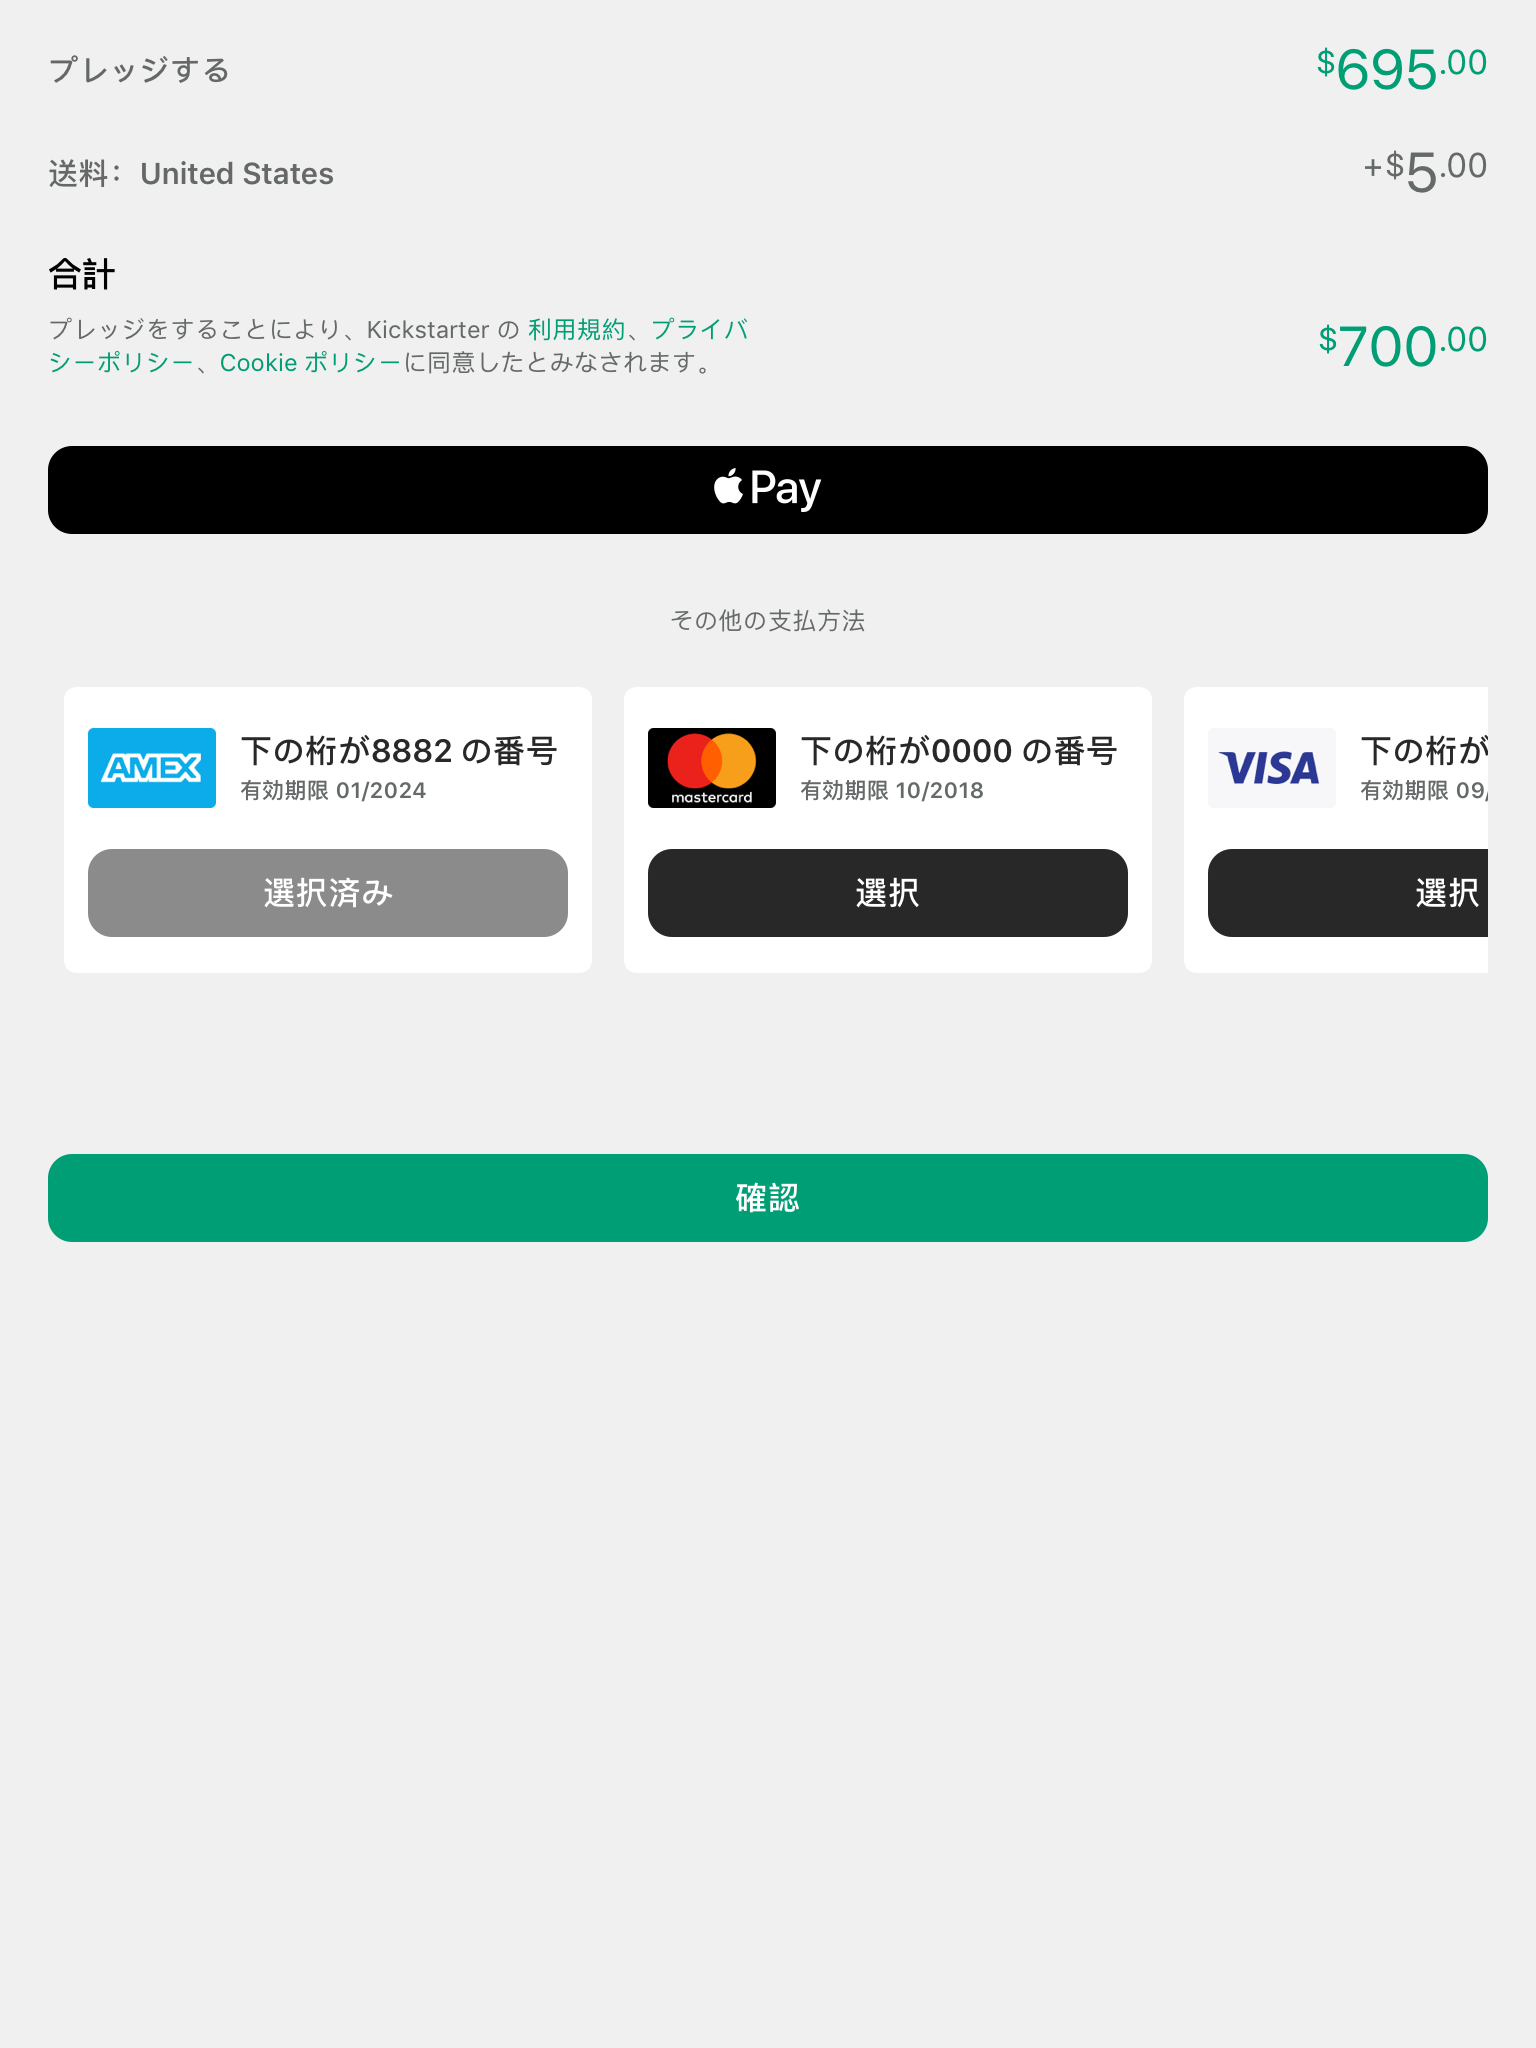 プレッジする
$695.00
送料： United States
+$5.00
合計
プレッジをすることにより、Kickstarter の 利用規約、プライバ
シーポリシー、Cookie ポリシーに同意したとみなされます。
$700.00
Pay
その他の支払方法
AMEX
下の桁が8882 の番号
有効期限 01/2024
選択済み
mastercard
下の桁が0000 の番号
有効期限 10/2018
選択
VISA
下の桁が
有効期限 09/
選択
確認